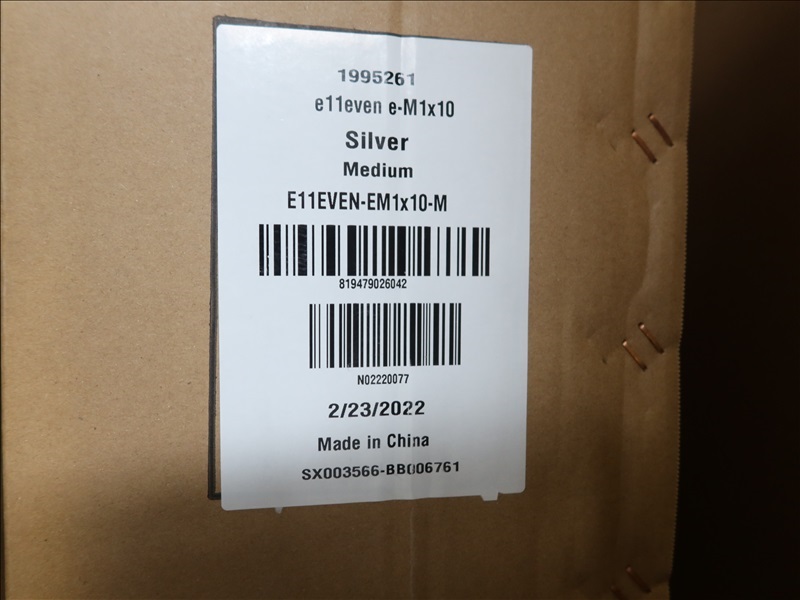 1995261
e11even e-M1x10
Silver
Medium
E11EVEN-EM1x10-M
819479026042
N02220077
2/23/2022
Made in China
SX003566-BB006761